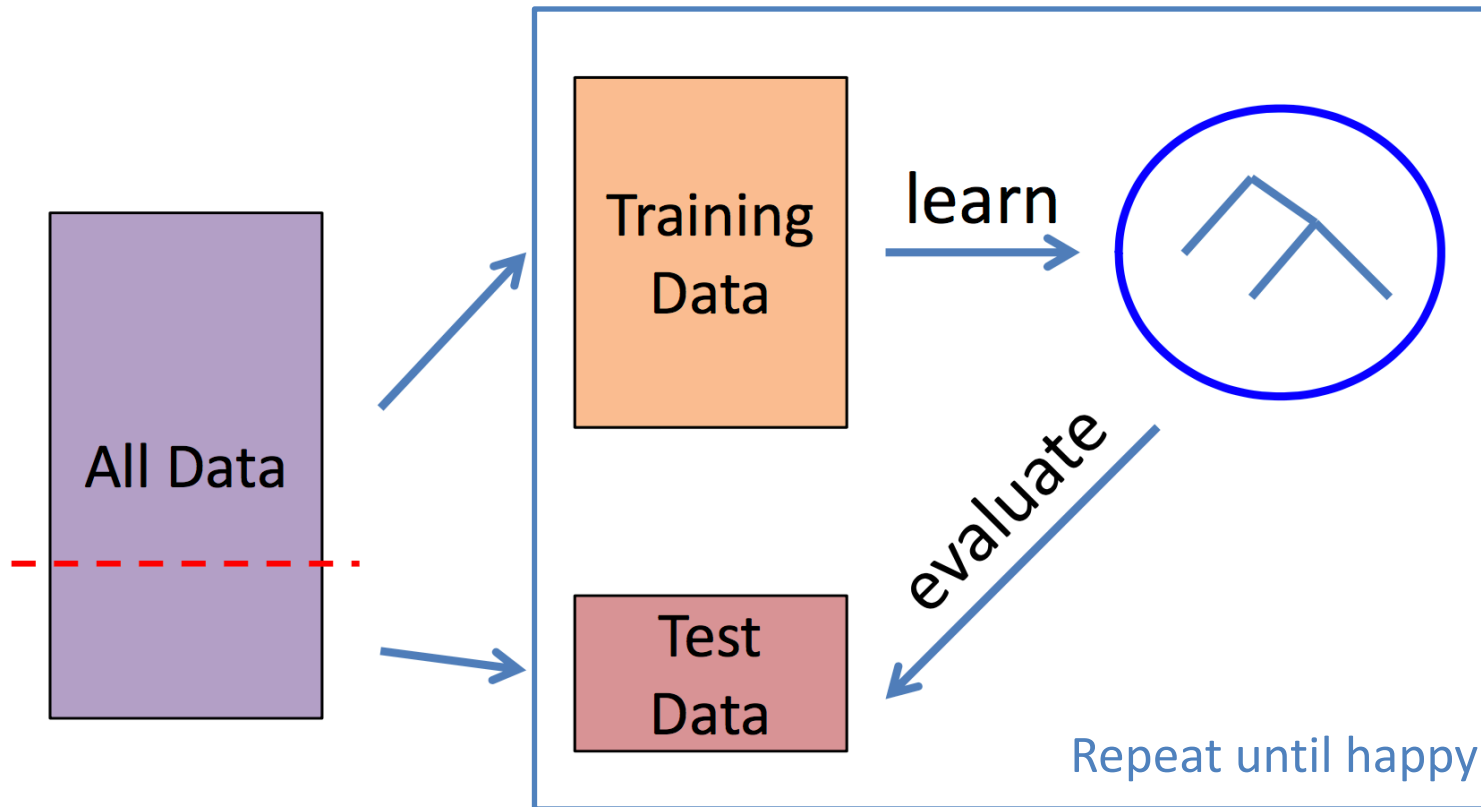 All Data
Training
Data
learn
evaluate
Test
Data
Repeat until happy